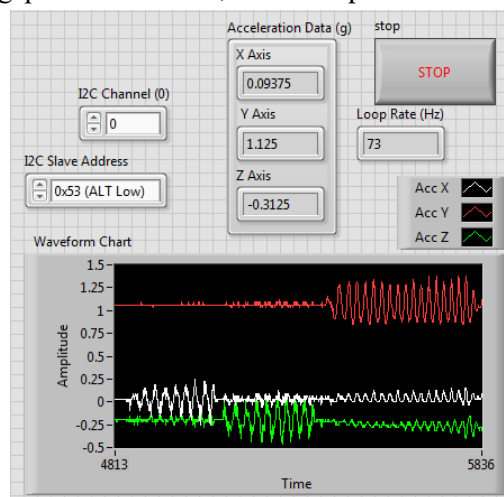 Acceleration Data (g)
stop
X Axis
0.09375
STOP
I2C Channel (0)
0
Y Axis
1.125
Loop Rate (Hz)
73
I2C Slave Address
0x53 (ALT Low)
Z Axis
-0.3125
Acc X
Acc Y
Acc Z
Waveform Chart
1.5
1.25
1
0.75
0.5
0.25
0
-0.25
-0.5
Amplitude
4813
5836
Time